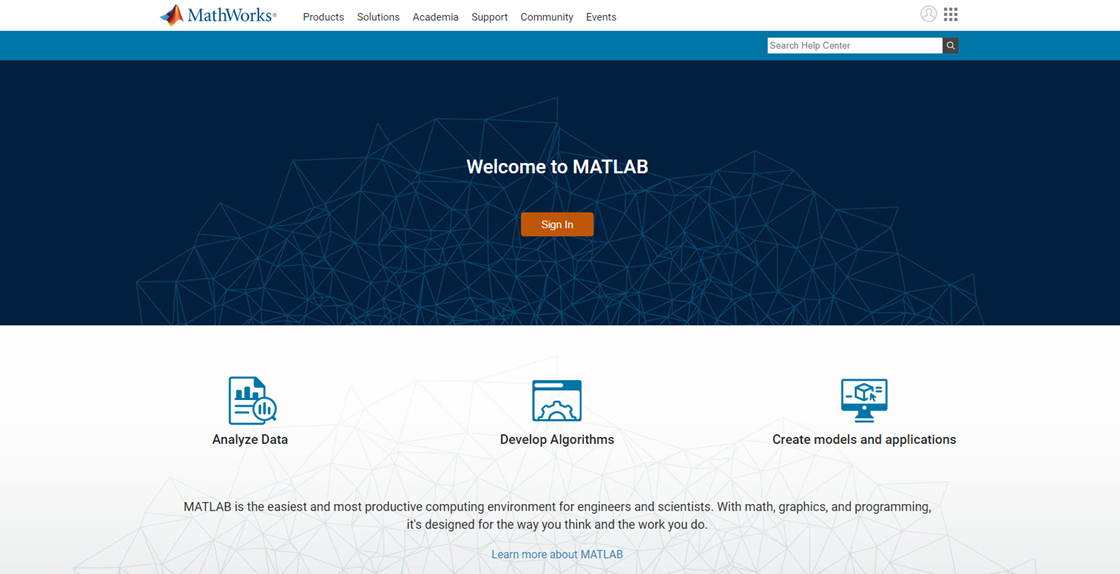 MathWorks®
Products Solutions Academia Support Community Events
Search Help Center
Welcome to MATLAB
Sign In
Analyze Data
Develop Algorithms
Create models and applications
MATLAB is the easiest and most productive computing environment for engineers and scientists. With math, graphics, and programming,
it's designed for the way you think and the work you do.
Learn more about MATLAB